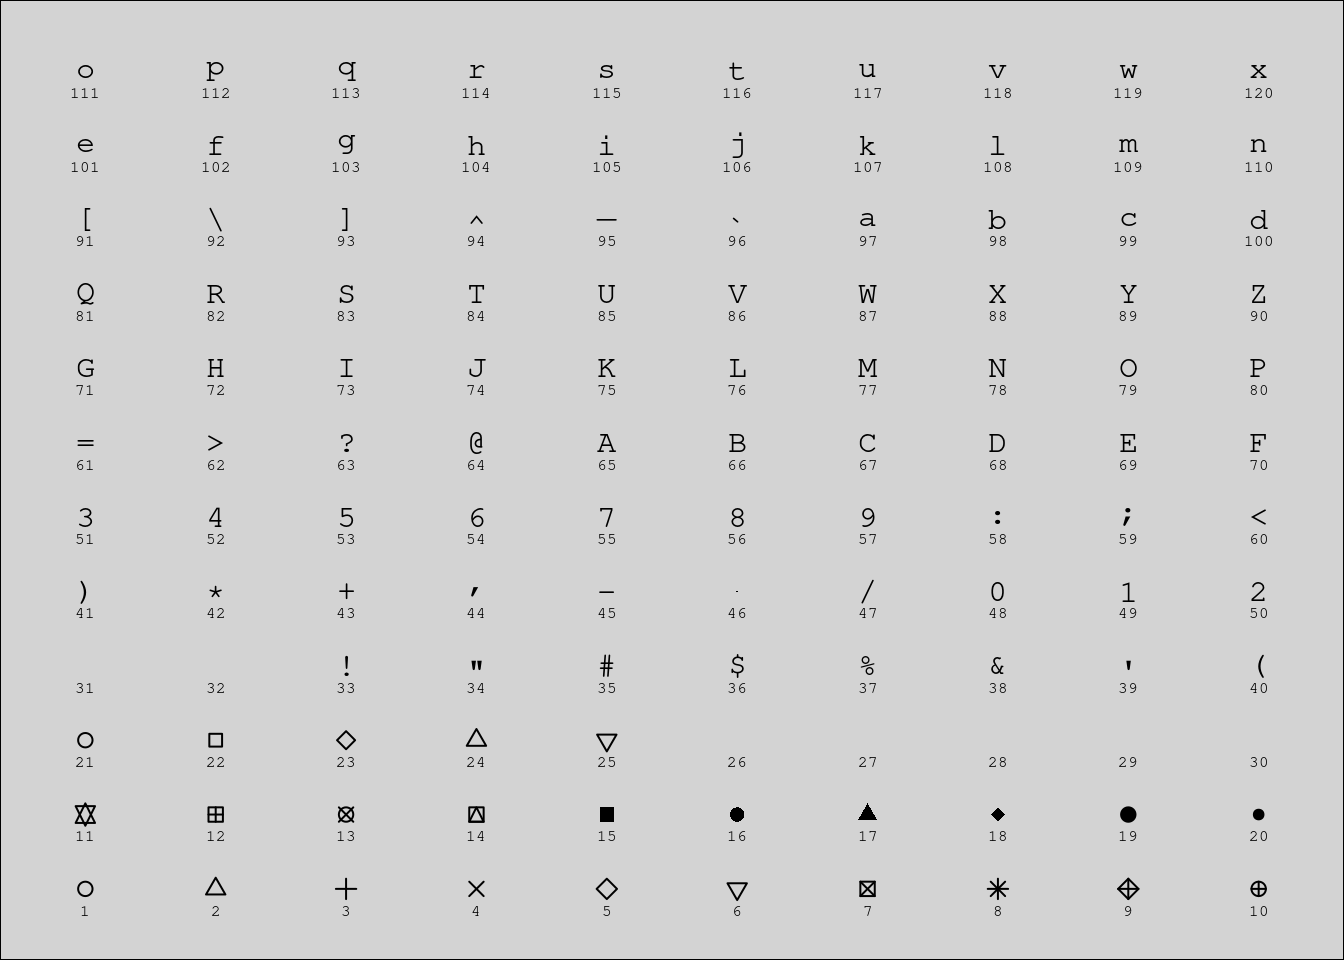 o p q r s t u v w x
111 112 113 114 115 116 117 118 119 120
e f g h i j k l m n
101 102 103 104 105 106 107 108 109 110
[ \ ] ^ _ ` a b c d
91 92 93 94 95 96 97 98 99 100
Q R S T U V W X Y Z
81 82 83 84 85 86 87 88 89 90
G H I J K L M N O P
71 72 73 74 75 76 77 78 79 80
= > ? @ A B C D E F
61 62 63 64 65 66 67 68 69 70
3 4 5 6 7 8 9 : ; <
51 52 53 54 55 56 57 58 59 60
) * + , - . / 0 1 2
41 42 43 44 45 46 47 48 49 50
! " # $ % & ' (
31 32 33 34 35 36 37 38 39 40
21 22 23 24 25 26 27 28 29 30
11 12 13 14 15 16 17 18 19 20
1 2 3 4 5 6 7 8 9 10